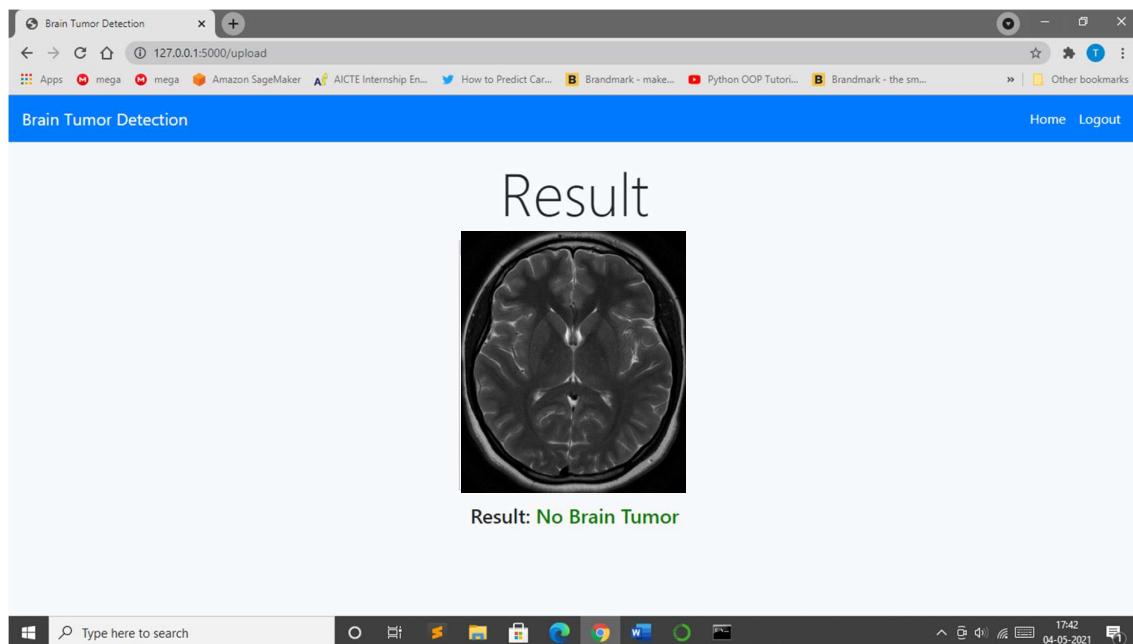 Brain Tumor Detection
127.0.0.1:5000/upload
Apps mega mega Amazon SageMaker AICTE Internship En... How to Predict Car... Brandmark - make... Python OOP Tutori... Brandmark - the sm... » Other bookmarks
Brain Tumor Detection Home Logout
Result
Result: No Brain Tumor
Type here to search
17:42
04-05-2021